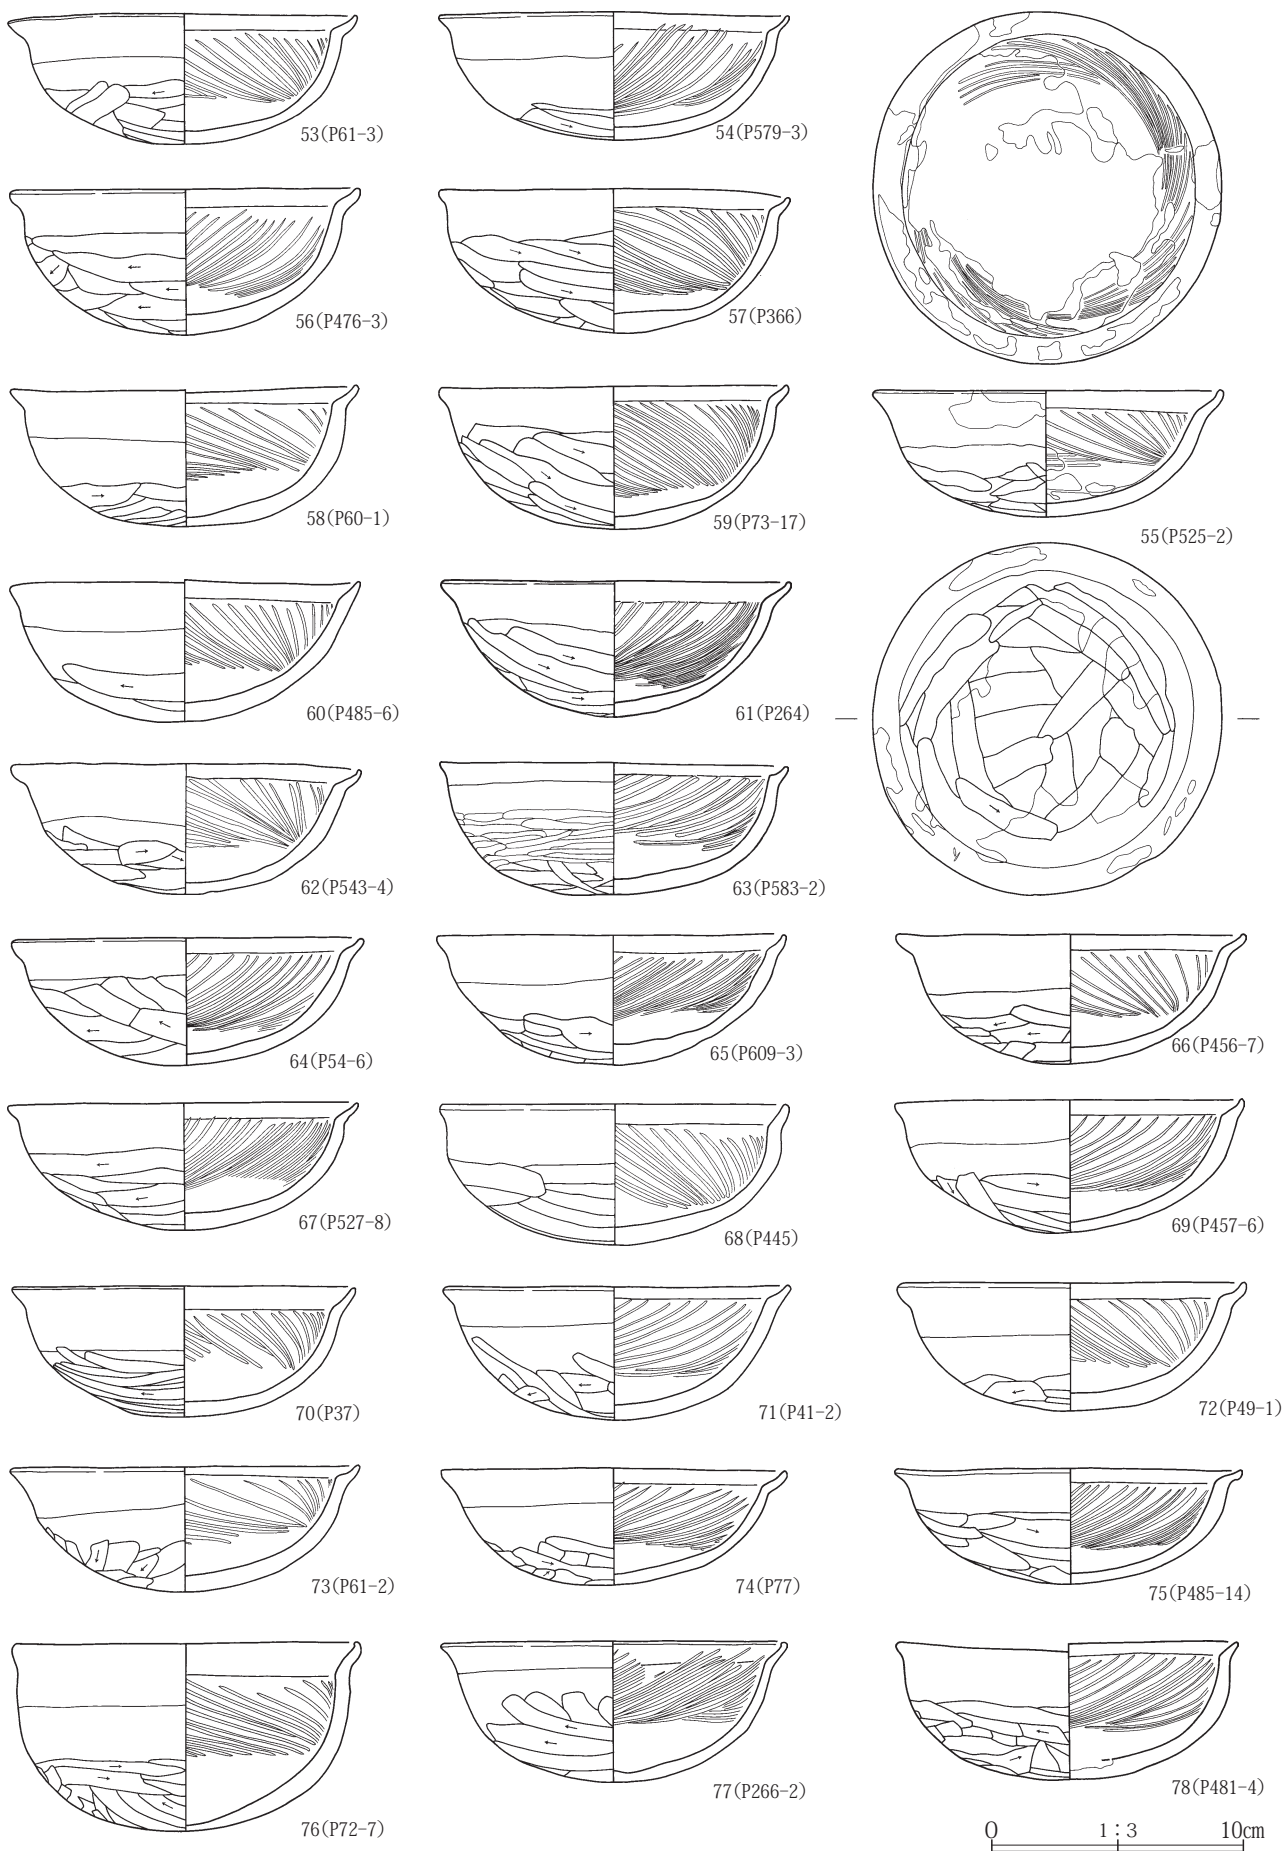 53(P61-3)
54(P579-3)
56(P476-3)
57(P366)
58(P60-1)
59(P73-17)
55(P525-2)
60(P485-6)
61(P264)
62(P543-4)
63(P583-2)
64(P54-6)
65(P609-3)
66(P456-7)
67(P527-8)
68(P445)
69(P457-6)
70(P37)
71(P41-2)
72(P49-1)
73(P61-2)
74(P77)
75(P485-14)
76(P72-7)
77(P266-2)
78(P481-4)
0 1:3 10cm